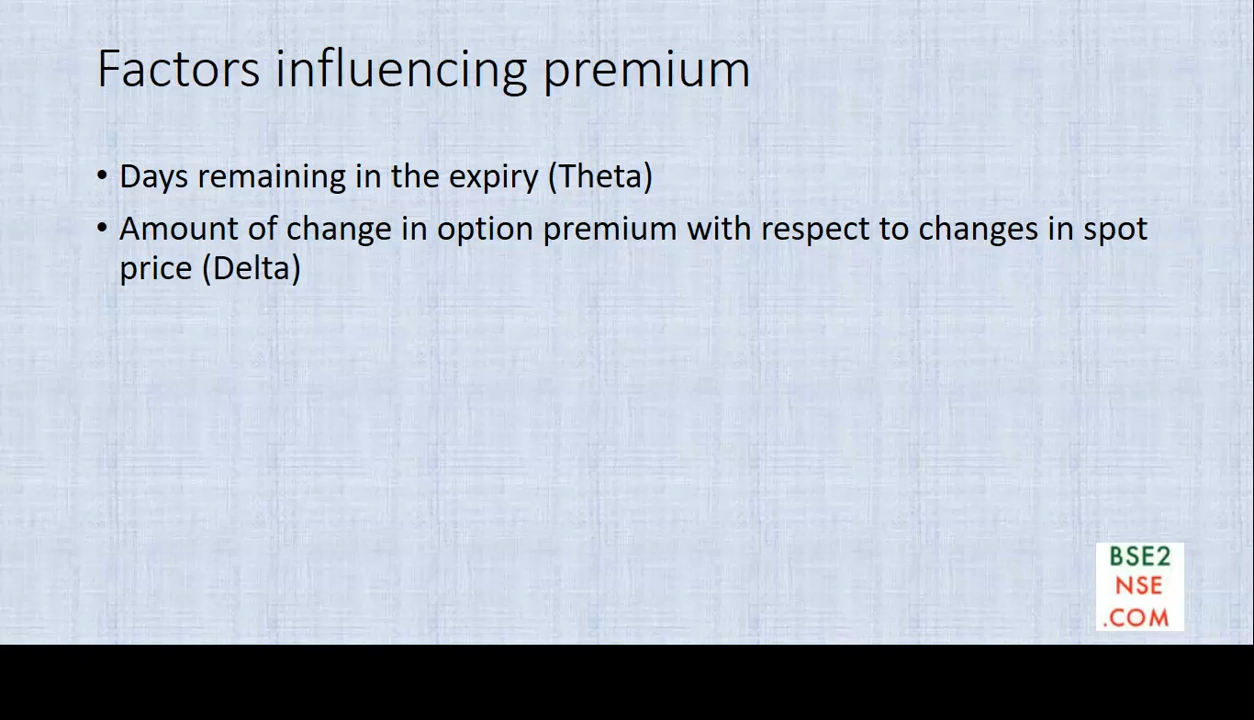 Factors influencing premium
• Days remaining in the expiry (Theta)
• Amount of change in option premium with respect to changes in spot
price (Delta)
BSE2
NSE
.COM